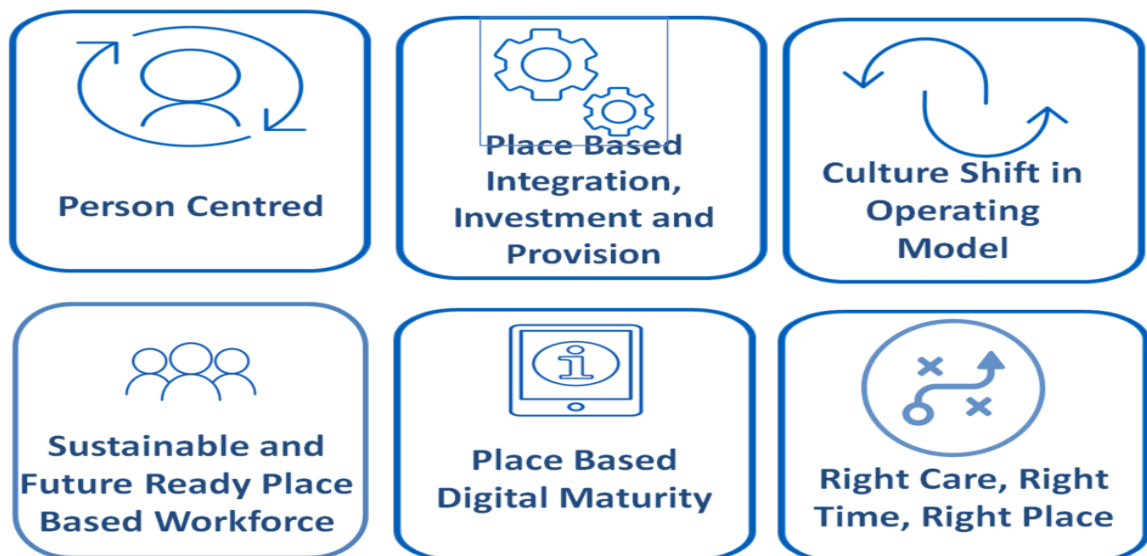 Person Centred
Place Based
Integration,
Investment and
Provision
Culture Shift in
Operating
Model
Sustainable and
Future Ready Place
Based Workforce
i
Place Based
Digital Maturity
Right Care, Right
Time, Right Place